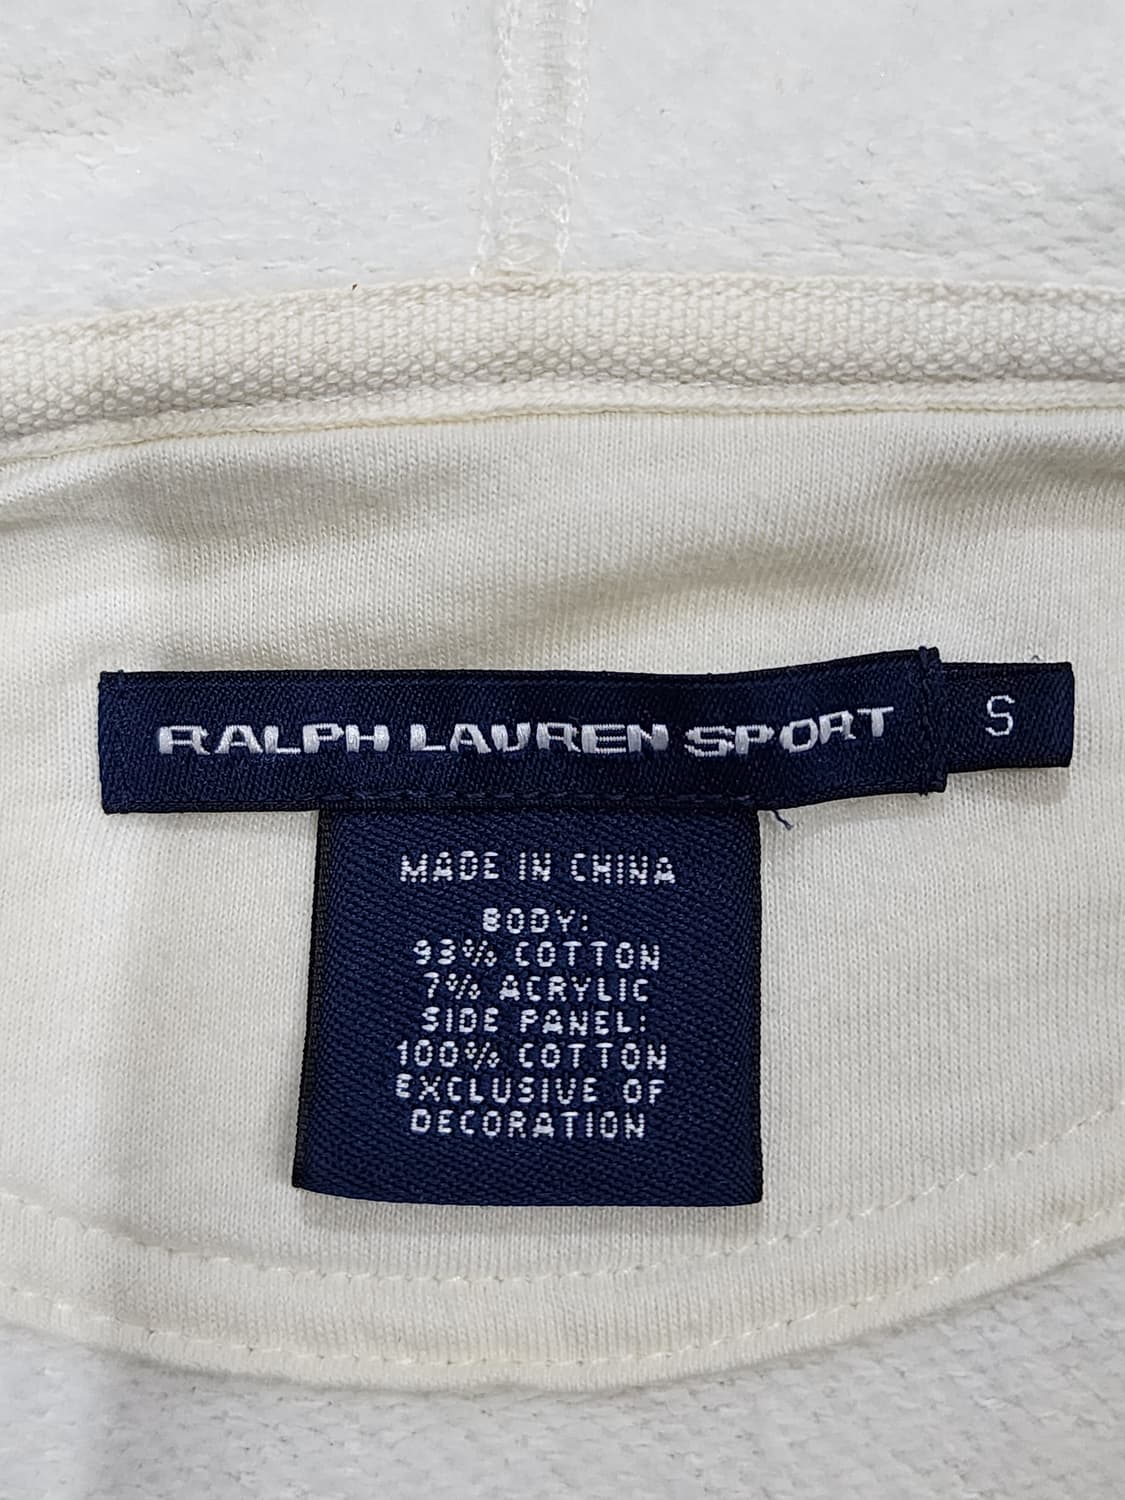 RALPH LAUREN SPORT S
MADE IN CHINA
BODY:
93% COTTON
7% ACRYLIC
SIDE PANEL:
100% COTTON
EXCLUSIVE OF
DECORATION